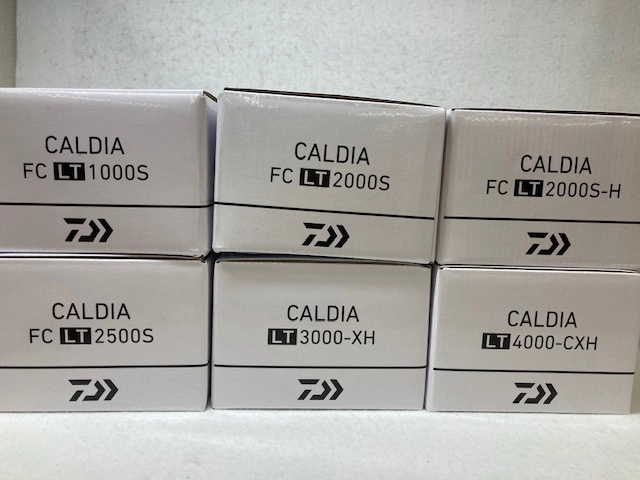 CALDIA
FC LT 1000S
CALDIA
FC LT 2000S
CALDIA
FC LT 2000S-H
CALDIA
FC LT 2500S
CALDIA
LT 3000-XH
CALDIA
LT 4000-CXH